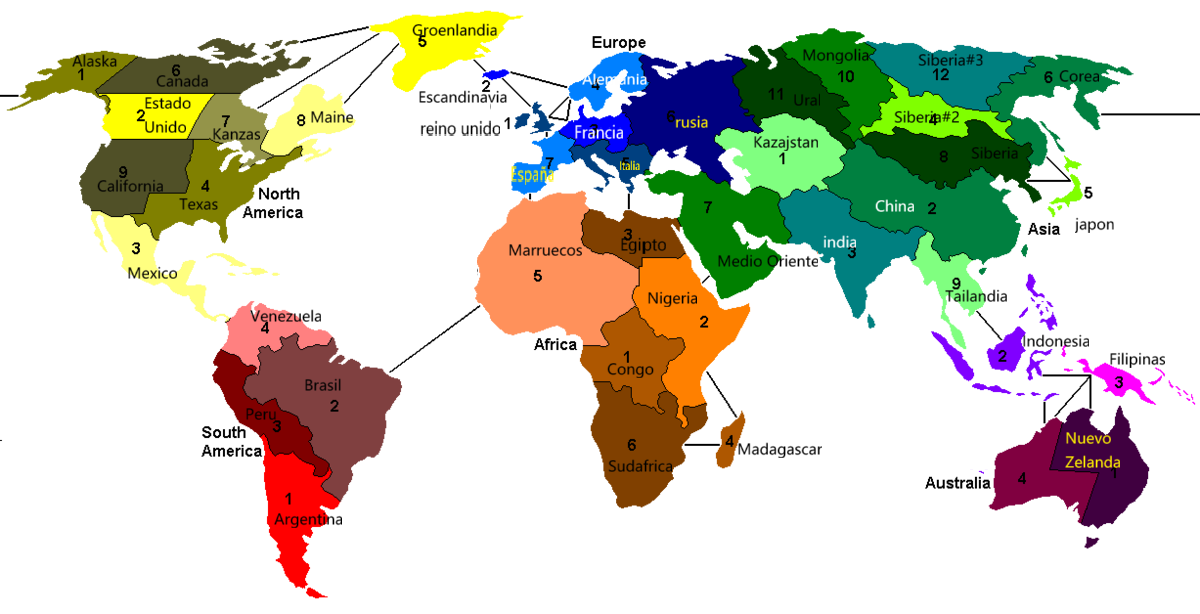 Alaska
1
6
Canada
Estado
2
Unido
7
Kanzas
8 Maine
9
California
4
Texas
North
America
3
Mexico
Groenlandia
5
Europe
2
Escandinavia
reino unido 1
Alemania
4
Francia
3
7
España
5
Italia
6
rusia
Venezuela
4
Brasil
2
Peru
3
South
America
1
Argentina
Marruecos
5
3
Egipto
Nigeria
2
Africa
1
Congo
6
Sudafrica
4 Madagascar
11 Ural
Mongolia
10
Siberia#3
12
6 Corea
Siberia#2
4
8 Siberia
Kazajstan
1
China 2
5
Asia japon
7
Medio Oriente
india
3
9
Tailandia
Indonesia
2
Filipinas
3
Nuevo
Zelanda
1
Australia 4